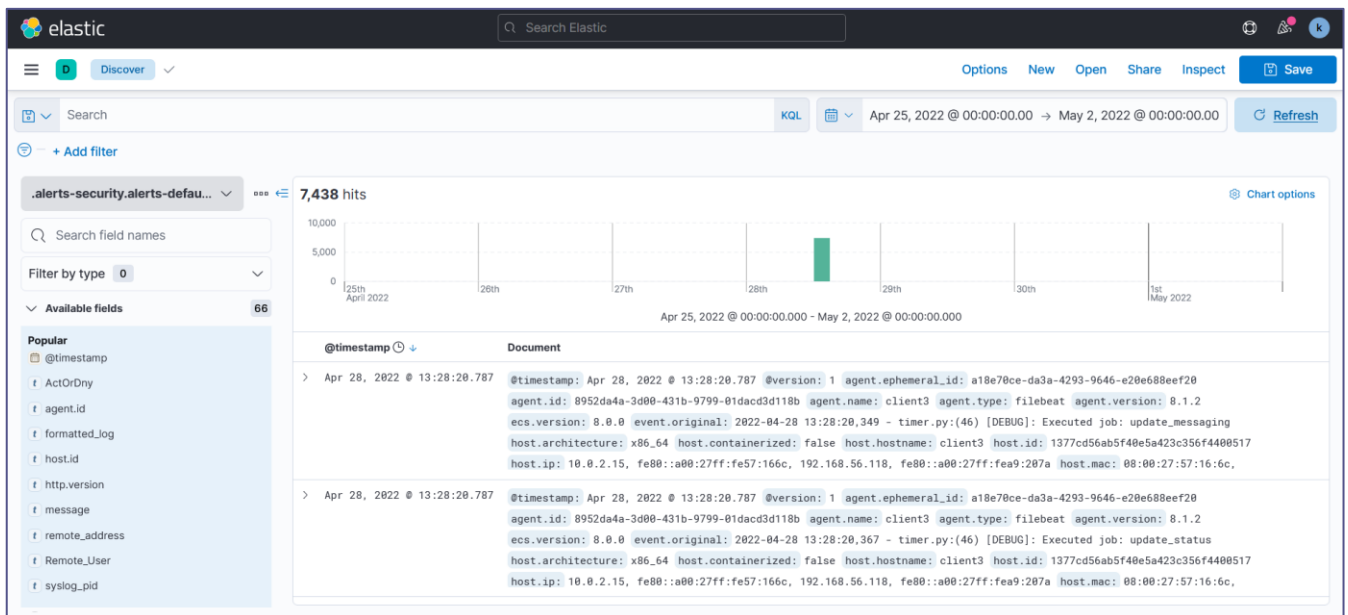 elastic
Search Elastic
k
D
Discover
Options New Open Share Inspect Save
Search
KQL
Apr 25, 2022 @ 00:00:00.00 → May 2, 2022 @ 00:00:00.00
Refresh
+ Add filter
.alerts-security.alerts-defau...
7,438 hits
Chart options
Search field names
Filter by type 0
Available fields 66
Popular
@timestamp
t ActOrDny
t agent.id
t formatted_log
t host.id
t http.version
t message
t remote_address
t Remote_User
t syslog_pid
10,000
5,000
0
25th
April 2022
26th
27th
28th
29th
30th
1st
May 2022
Apr 25, 2022 @ 00:00:00.000 - May 2, 2022 @ 00:00:00.000
@timestamp Document
Apr 28, 2022 @ 13:28:20.787 @timestamp: Apr 28, 2022 @ 13:28:20.787 @version: 1 agent.ephemeral_id: a18e70ce-da3a-4293-9646-e20e688eef20
agent.id: 8952da4a-3d00-431b-9799-01dacd3d118b agent.name: client3 agent.type: filebeat agent.version: 8.1.2
ecs.version: 8.0.0 event.original: 2022-04-28 13:28:20,349 - timer.py:(46) [DEBUG]: Executed job: update_messaging
host.architecture: x86_64 host.containerized: false host.hostname: client3 host.id: 1377cd56ab5f40e5a423c356f4400517
host.ip: 10.0.2.15, fe80::a00:27ff:fe57:166c, 192.168.56.118, fe80::a00:27ff:fea9:207a host.mac: 08:00:27:57:16:6c,
Apr 28, 2022 @ 13:28:20.787 @timestamp: Apr 28, 2022 @ 13:28:20.787 @version: 1 agent.ephemeral_id: a18e70ce-da3a-4293-9646-e20e688eef20
agent.id: 8952da4a-3d00-431b-9799-01dacd3d118b agent.name: client3 agent.type: filebeat agent.version: 8.1.2
ecs.version: 8.0.0 event.original: 2022-04-28 13:28:20,367 - timer.py:(46) [DEBUG]: Executed job: update_status
host.architecture: x86_64 host.containerized: false host.hostname: client3 host.id: 1377cd56ab5f40e5a423c356f4400517
host.ip: 10.0.2.15, fe80::a00:27ff:fe57:166c, 192.168.56.118, fe80::a00:27ff:fea9:207a host.mac: 08:00:27:57:16:6c,